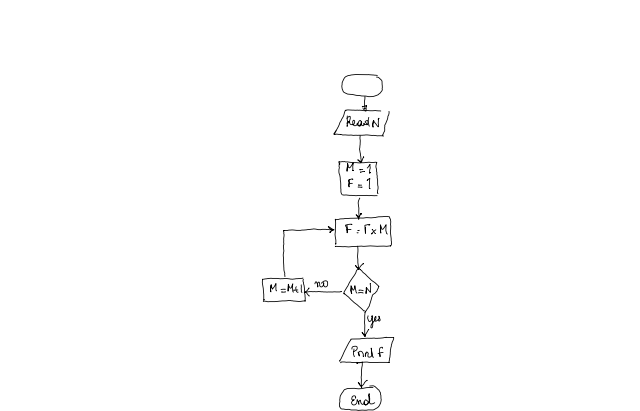 Read N
M = 1
F = 1
F = F x M
M = N
no
M = M+1
yes
Print F
End